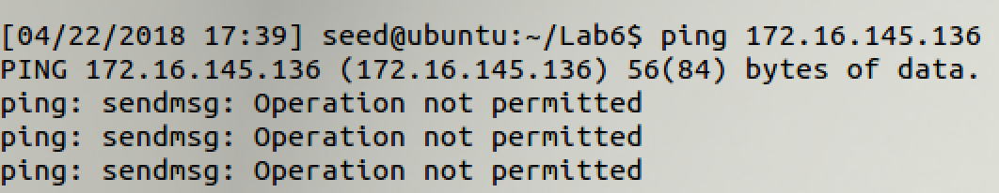 [04/22/2018 17:39] seed@ubuntu:~/Lab6$ ping 172.16.145.136
PING 172.16.145.136 (172.16.145.136) 56(84) bytes of data.
ping: sendmsg: Operation not permitted
ping: sendmsg: Operation not permitted
ping: sendmsg: Operation not permitted